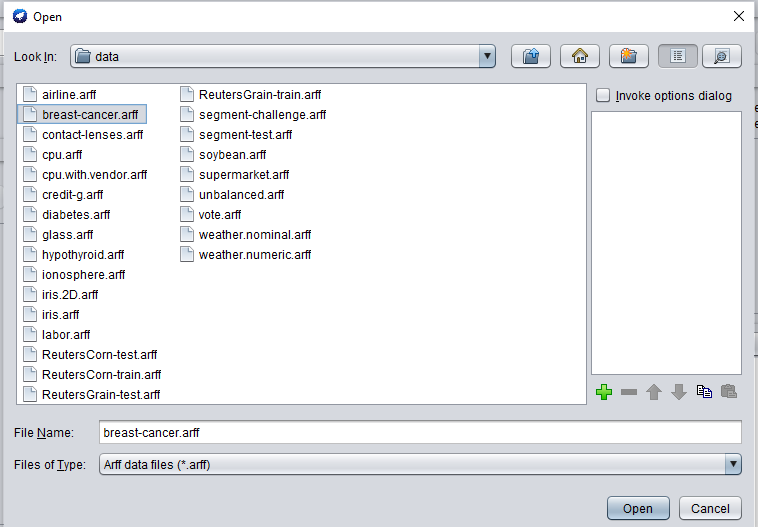 Open
Look In: data
airline.arff
breast-cancer.arff
contact-lenses.arff
cpu.arff
cpu.with.vendor.arff
credit-g.arff
diabetes.arff
glass.arff
hypothyroid.arff
ionosphere.arff
iris.2D.arff
iris.arff
labor.arff
ReutersCorn-test.arff
ReutersCorn-train.arff
ReutersGrain-test.arff
ReutersGrain-train.arff
segment-challenge.arff
segment-test.arff
soybean.arff
supermarket.arff
unbalanced.arff
vote.arff
weather.nominal.arff
weather.numeric.arff
Invoke options dialog
File Name: breast-cancer.arff
Files of Type: Arff data files (*.arff)
Open Cancel